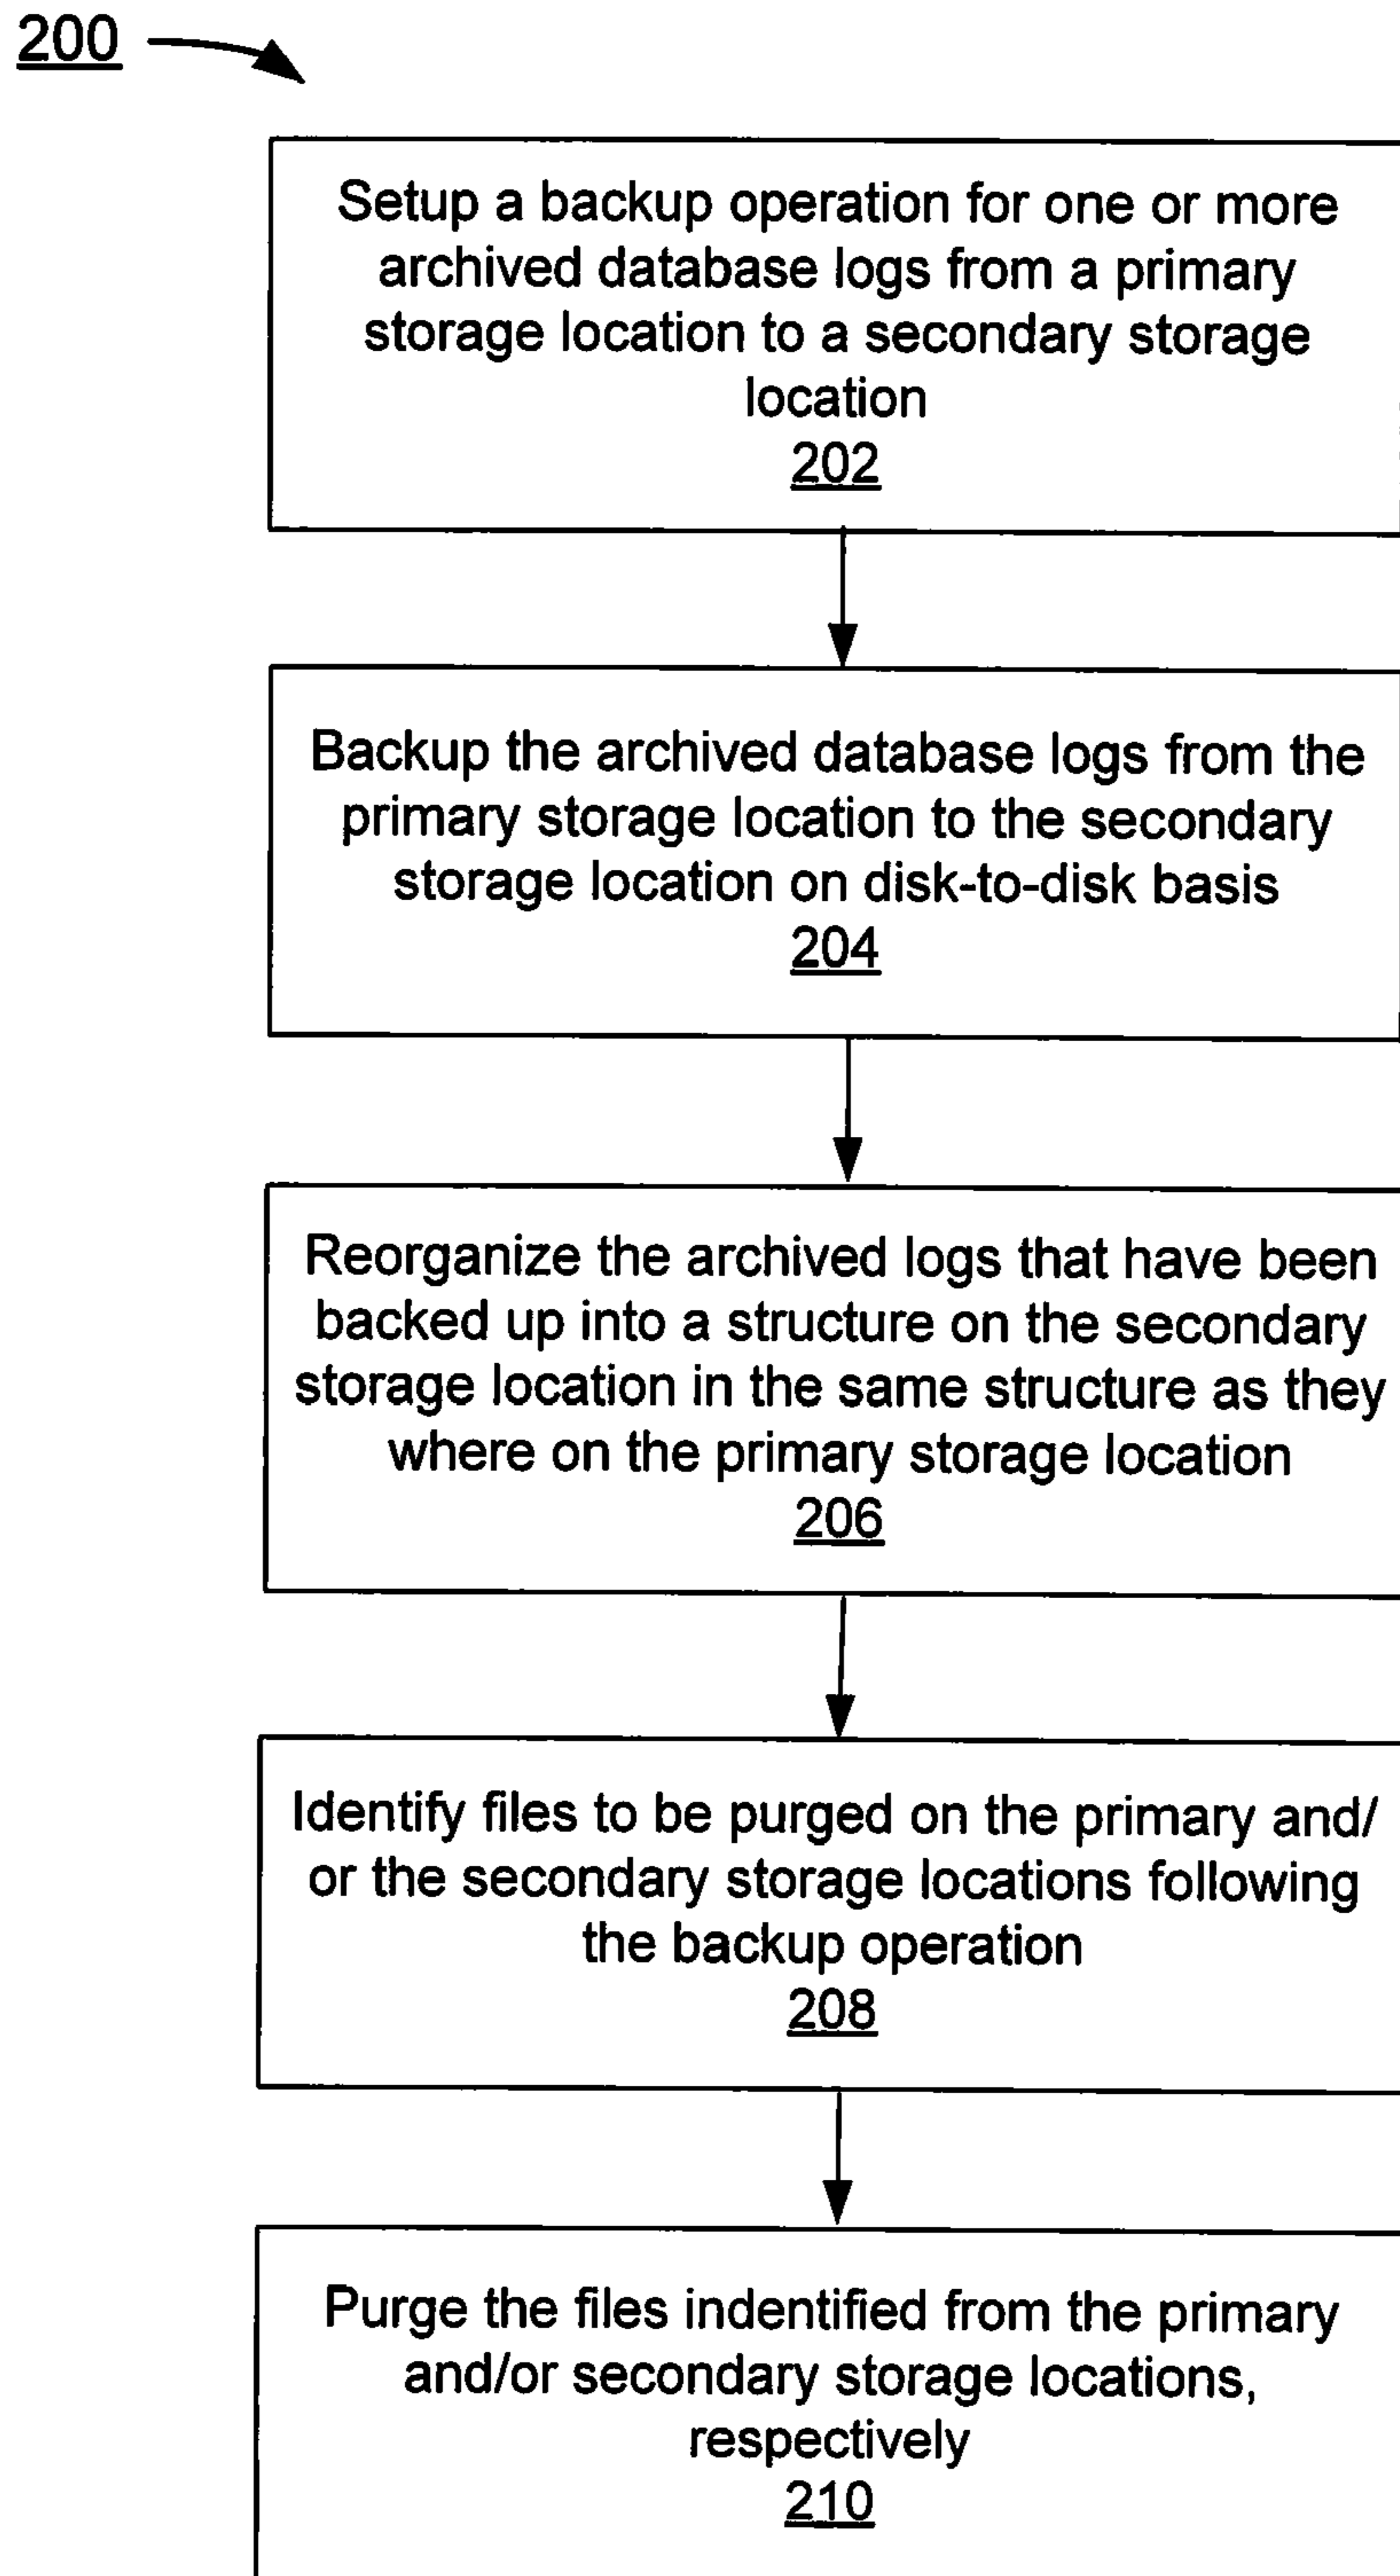 200
Setup a backup operation for one or more
archived database logs from a primary
storage location to a secondary storage
location
202
Backup the archived database logs from the
primary storage location to the secondary
storage location on disk-to-disk basis
204
Reorganize the archived logs that have been
backed up into a structure on the secondary
storage location in the same structure as they
where on the primary storage location
206
Identify files to be purged on the primary and/
or the secondary storage locations following
the backup operation
208
Purge the files indentified from the primary
and/or secondary storage locations,
respectively
210